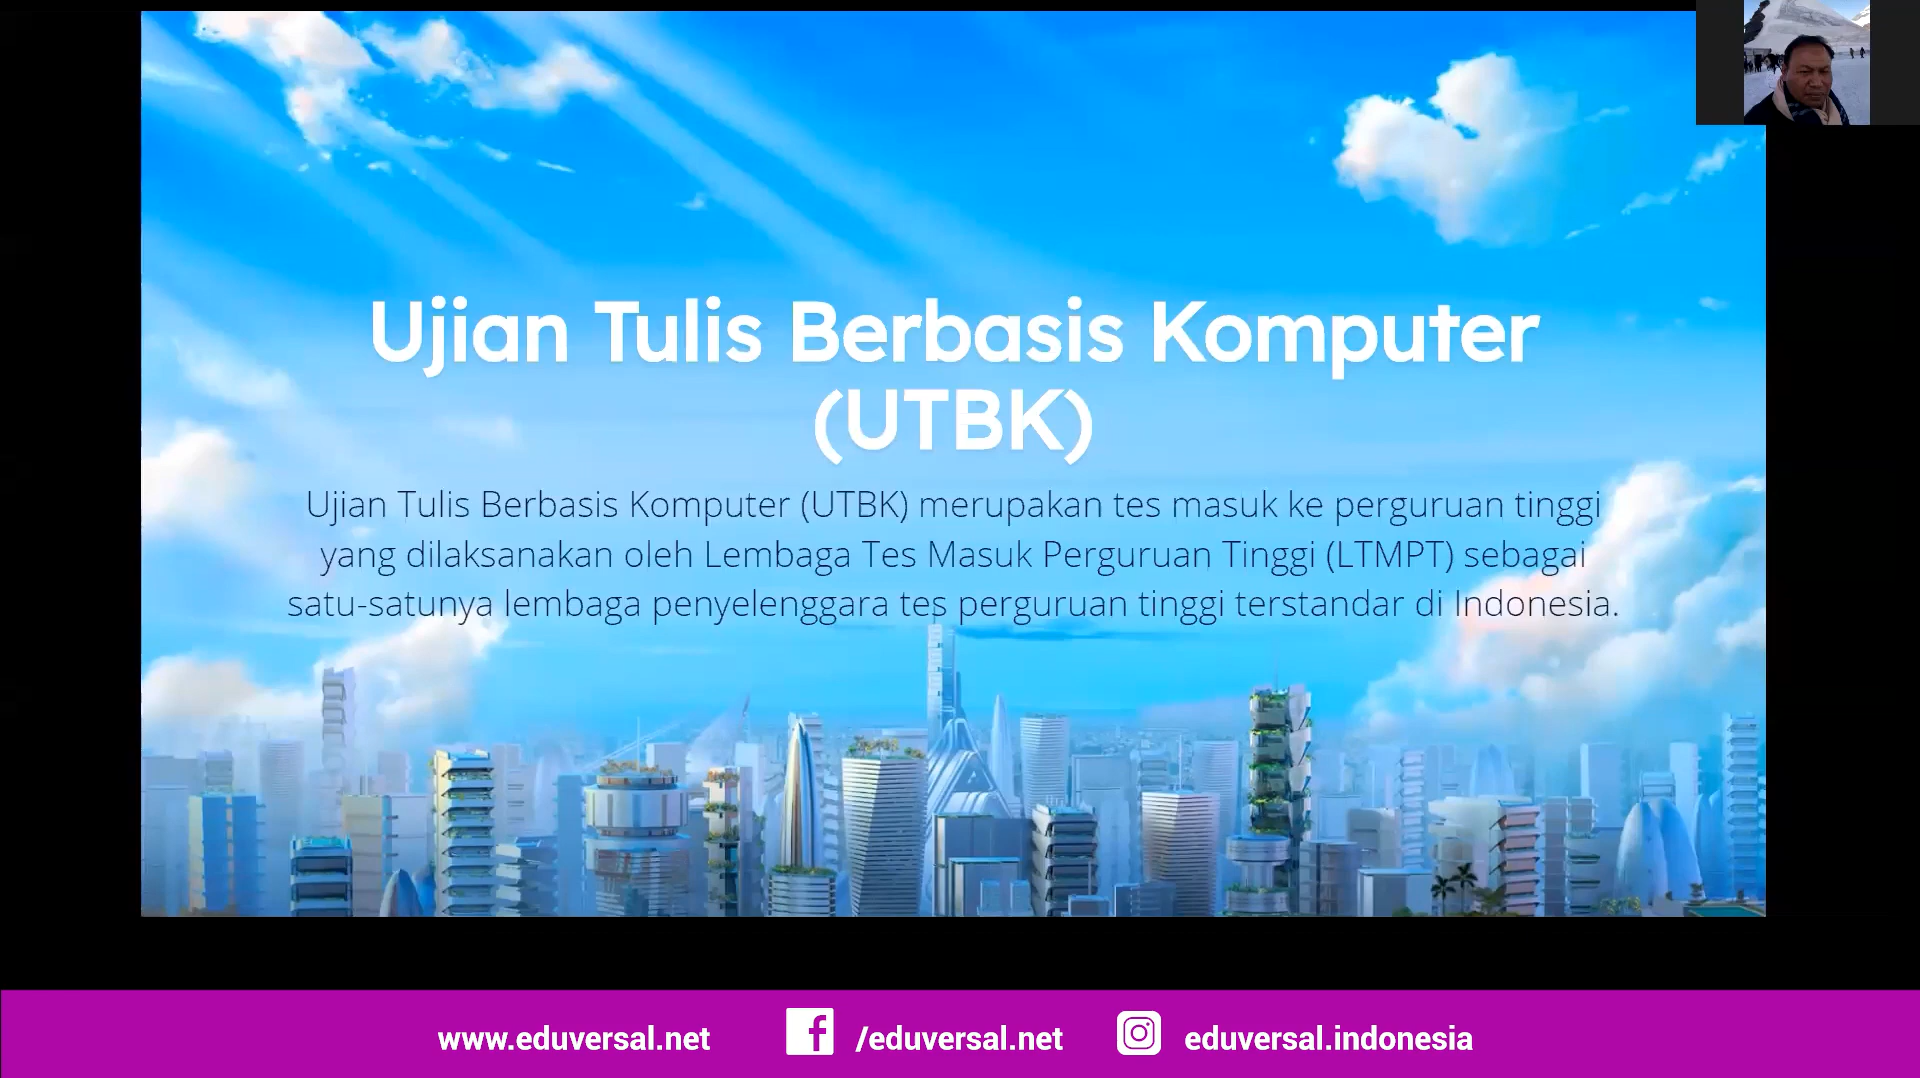 Ujian Tulis Berbasis Komputer
(UTBK)
Ujian Tulis Berbasis Komputer (UTBK) merupakan tes masuk ke perguruan tinggi
yang dilaksanakan oleh Lembaga Tes Masuk Perguruan Tinggi (LTMPT) sebagai
satu-satunya lembaga penyelenggara tes perguruan tinggi terstandar di Indonesia.
www.eduversal.net /eduversal.net eduversal.indonesia